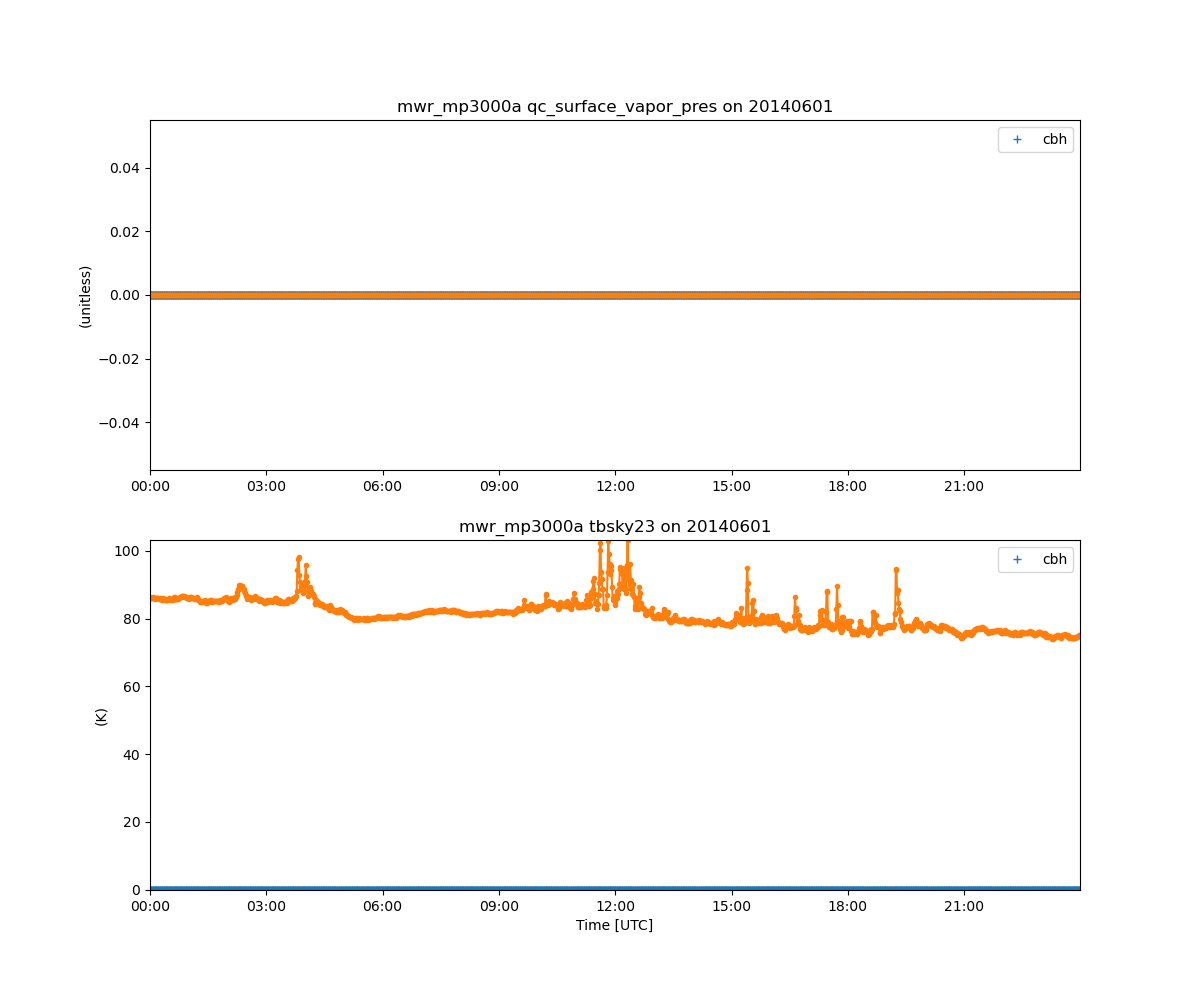 mwr_mp3000a qc_surface_vapor_pres on 20140601
cbh
0.04
0.02
0.00
−0.02
−0.04
(unitless)
00:00 03:00 06:00 09:00 12:00 15:00 18:00 21:00
mwr_mp3000a tbsky23 on 20140601
cbh
100
80
60
40
20
0
(K)
00:00 03:00 06:00 09:00 12:00 15:00 18:00 21:00
Time [UTC]